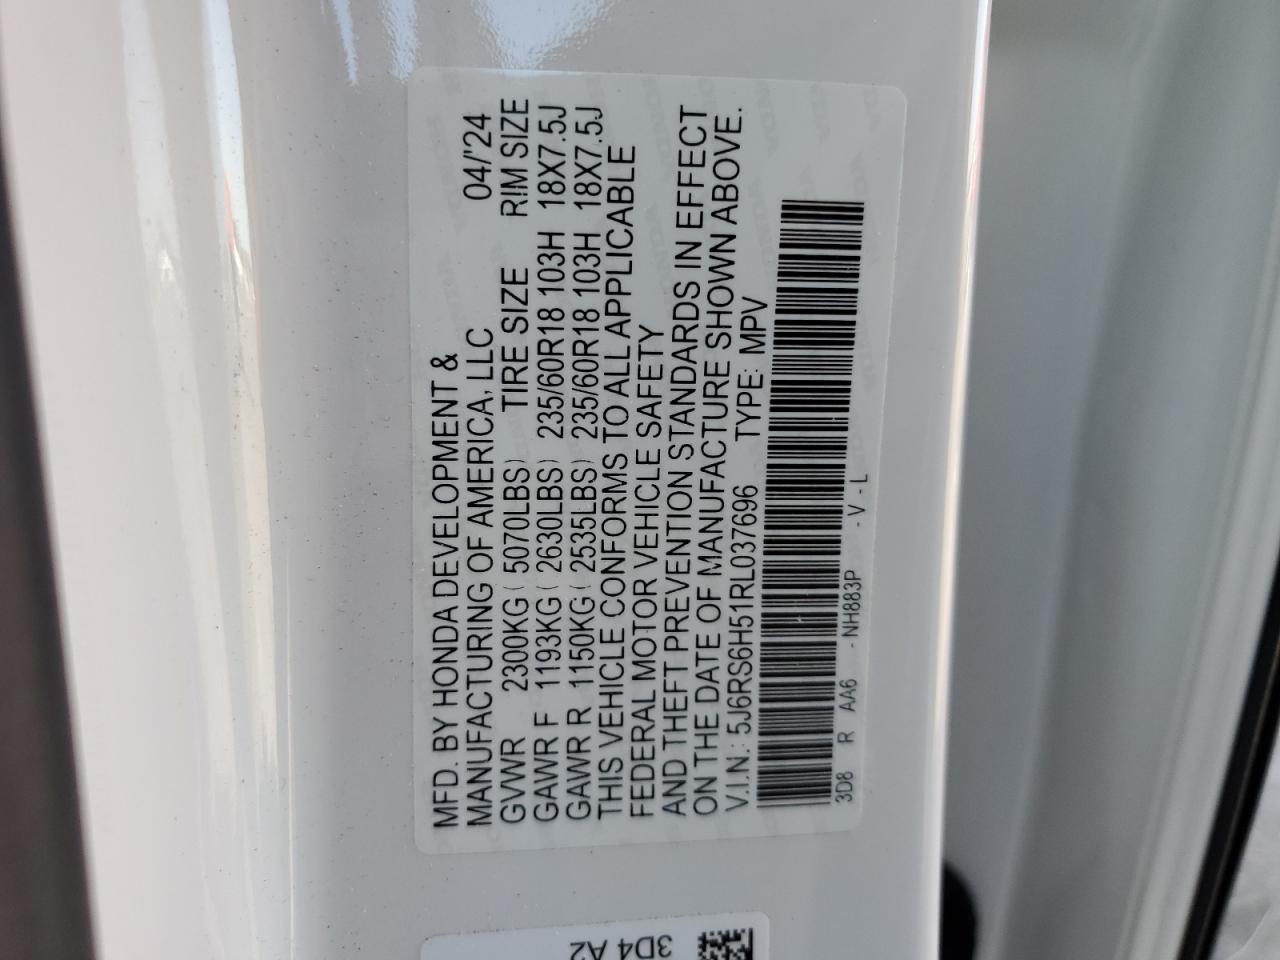 MFD. BY HONDA DEVELOPMENT &
MANUFACTURING OF AMERICA, LLC 04/'24
GVWR 2300KG ( 5070LBS) TIRE SIZE RIM SIZE
GAWR F 1193KG ( 2630LBS) 235/60R18 103H 18X7.5J
GAWR R 1150KG ( 2535LBS) 235/60R18 103H 18X7.5J
THIS VEHICLE CONFORMS TO ALL APPLICABLE
FEDERAL MOTOR VEHICLE SAFETY
AND THEFT PREVENTION STANDARDS IN EFFECT
ON THE DATE OF MANUFACTURE SHOWN ABOVE.
V.I.N.: 5J6RS6H51RL037696 TYPE: MPV
3D8 R AA6 - NH883P - V - L
3D4 A2